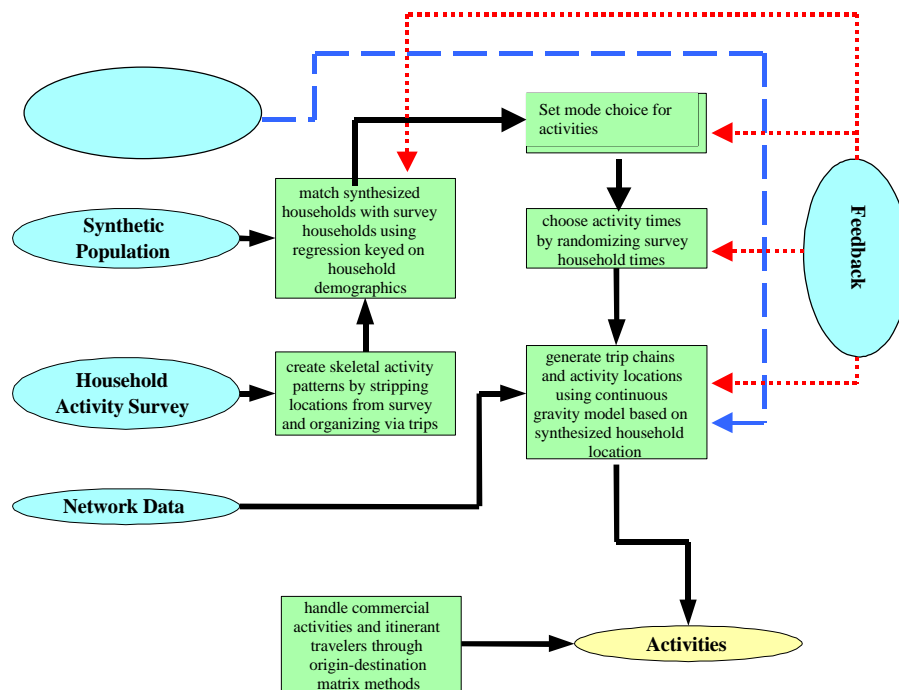 Set mode choice for
activities
match synthesized
households with survey
households using
regression keyed on
household
demographics
Synthetic
Population
choose activity times
by randomizing survey
household times
Feedback
Household
Activity Survey
create skeletal activity
patterns by stripping
locations from survey
and organizing via trips
generate trip chains
and activity locations
using continuous
gravity model based on
synthesized household
location
Network Data
handle commercial
activities and itinerant
travelers through
origin-destination
matrix methods
Activities